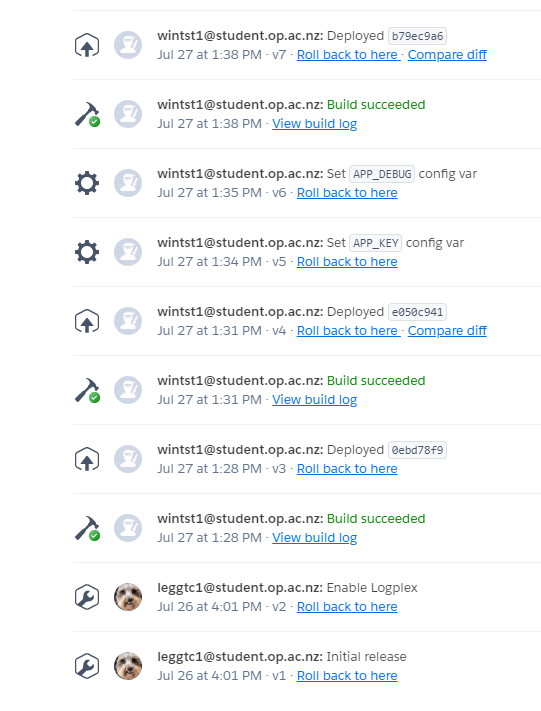 wintst1@student.op.ac.nz: Deployed b79ec9a6
Jul 27 at 1:38 PM · v7 · Roll back to here · Compare diff
wintst1@student.op.ac.nz: Build succeeded
Jul 27 at 1:38 PM · View build log
wintst1@student.op.ac.nz: Set APP_DEBUG config var
Jul 27 at 1:35 PM · v6 · Roll back to here
wintst1@student.op.ac.nz: Set APP_KEY config var
Jul 27 at 1:34 PM · v5 · Roll back to here
wintst1@student.op.ac.nz: Deployed e050c941
Jul 27 at 1:31 PM · v4 · Roll back to here · Compare diff
wintst1@student.op.ac.nz: Build succeeded
Jul 27 at 1:31 PM · View build log
wintst1@student.op.ac.nz: Deployed 0ebd78f9
Jul 27 at 1:28 PM · v3 · Roll back to here
wintst1@student.op.ac.nz: Build succeeded
Jul 27 at 1:28 PM · View build log
leggtc1@student.op.ac.nz: Enable Logplex
Jul 26 at 4:01 PM · v2 · Roll back to here
leggtc1@student.op.ac.nz: Initial release
Jul 26 at 4:01 PM · v1 · Roll back to here